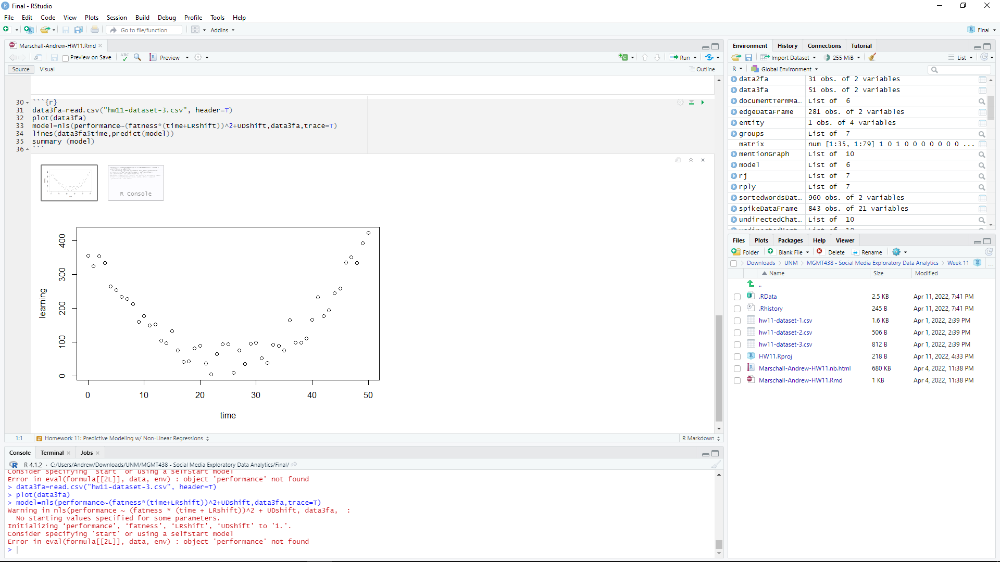 Final - RStudio
File Edit Code View Plots Session Build Debug Profile Tools Help
Go to file/function Addins Final
Marschall-Andrew-HW11.Rmd
Preview on Save ABC Preview Run
Source Visual Outline
30 ```{r}
31 data3fa=read.csv("hw11-dataset-3.csv", header=T)
32 plot(data3fa)
33 model=nls(performance~(fatness*(time+LRshift))^2+UDshift,data3fa,trace=T)
34 lines(data3fa$time,predict(model))
35 summary (model)
36 ```
R Console
400
300
200
100
0
learning
0 10 20 30 40 50
time
1:1 Homework 11: Predictive Modeling w/ Non-Linear Regressions R Markdown
Console Terminal Jobs
R 4.1.2 · C:/Users/Andrew/Downloads/UNM/MGMT438 - Social Media Exploratory Data Analytics/Final/
Consider specifying 'start' or using a selfStart model
Error in eval(formula[[2L]], data, env) : object 'performance' not found
> data3fa=read.csv("hw11-dataset-3.csv", header=T)
> plot(data3fa)
> model=nls(performance~(fatness*(time+LRshift))^2+UDshift,data3fa,trace=T)
Warning in nls(performance ~ (fatness * (time + LRshift))^2 + UDshift, data3fa,  :
  No starting values specified for some parameters.
Initializing ‘performance’, ‘fatness’, ‘LRshift’, ‘UDshift’ to '1.'.
Consider specifying 'start' or using a selfStart model
Error in eval(formula[[2L]], data, env) : object 'performance' not found
>
Environment History Connections Tutorial
Import Dataset 255 MiB List
R Global Environment
data2fa 31 obs. of 2 variables
data3fa 51 obs. of 2 variables
documentTermMa… List of 6
edgeDataFrame 281 obs. of 2 variables
entity 1 obs. of 4 variables
groups List of 7
matrix num [1:35, 1:79] 1 0 1 0 0 0 0 0 0 0 ...
mentionGraph List of 10
model List of 6
rj List of 7
rply List of 7
sortedWordsDat… 960 obs. of 2 variables
spikeDataFrame 843 obs. of 21 variables
undirectedChat… List of 10
Files Plots Packages Help Viewer
Folder Blank File Delete Rename
Downloads UNM MGMT438 - Social Media Exploratory Data Analytics Week 11 ...
Name Size Modified
..
.RData 2.5 KB Apr 11, 2022, 7:41 PM
.Rhistory 245 B Apr 11, 2022, 7:41 PM
hw11-dataset-1.csv 1.6 KB Apr 1, 2022, 2:39 PM
hw11-dataset-2.csv 506 B Apr 1, 2022, 2:39 PM
hw11-dataset-3.csv 812 B Apr 1, 2022, 2:39 PM
HW11.Rproj 218 B Apr 11, 2022, 4:33 PM
Marschall-Andrew-HW11.nb.html 680 KB Apr 4, 2022, 11:38 PM
Marschall-Andrew-HW11.Rmd 1 KB Apr 4, 2022, 11:38 PM